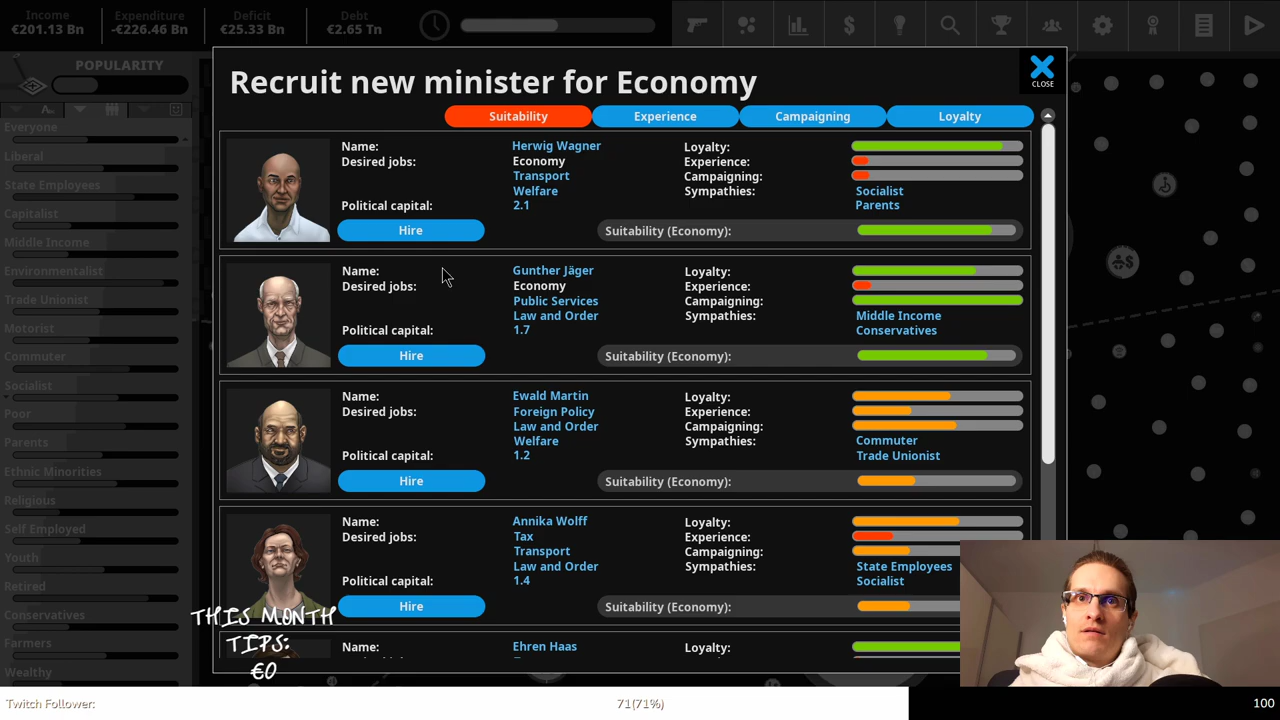 Income
€201.13 Bn
Expenditure
-€226.46 Bn
Deficit
€25.33 Bn
Debt
€2.65 Tn
POPULARITY
Everyone
Liberal
State Employees
Capitalist
Middle Income
Environmentalist
Trade Unionist
Motorist
Commuter
Socialist
Poor
Parents
Ethnic Minorities
Religious
Self Employed
Youth
Retired
Conservatives
Farmers
Wealthy
Recruit new minister for Economy
CLOSE
Suitability
Experience
Campaigning
Loyalty
Name: Herwig Wagner
Desired jobs: Economy
Transport
Welfare
Political capital: 2.1
Hire
Loyalty:
Experience:
Campaigning:
Sympathies: Socialist
Parents
Suitability (Economy):
Name: Gunther Jäger
Desired jobs: Economy
Public Services
Law and Order
Political capital: 1.7
Hire
Loyalty:
Experience:
Campaigning:
Sympathies: Middle Income
Conservatives
Suitability (Economy):
Name: Ewald Martin
Desired jobs: Foreign Policy
Law and Order
Welfare
Political capital: 1.2
Hire
Loyalty:
Experience:
Campaigning:
Sympathies: Commuter
Trade Unionist
Suitability (Economy):
Name: Annika Wolff
Desired jobs: Tax
Transport
Law and Order
Political capital: 1.4
Hire
Loyalty:
Experience:
Campaigning:
Sympathies: State Employees
Socialist
Suitability (Economy):
Name: Ehren Haas
Loyalty:
THIS MONTH
TIPS:
€0
Twitch Follower:
71(71%)
100